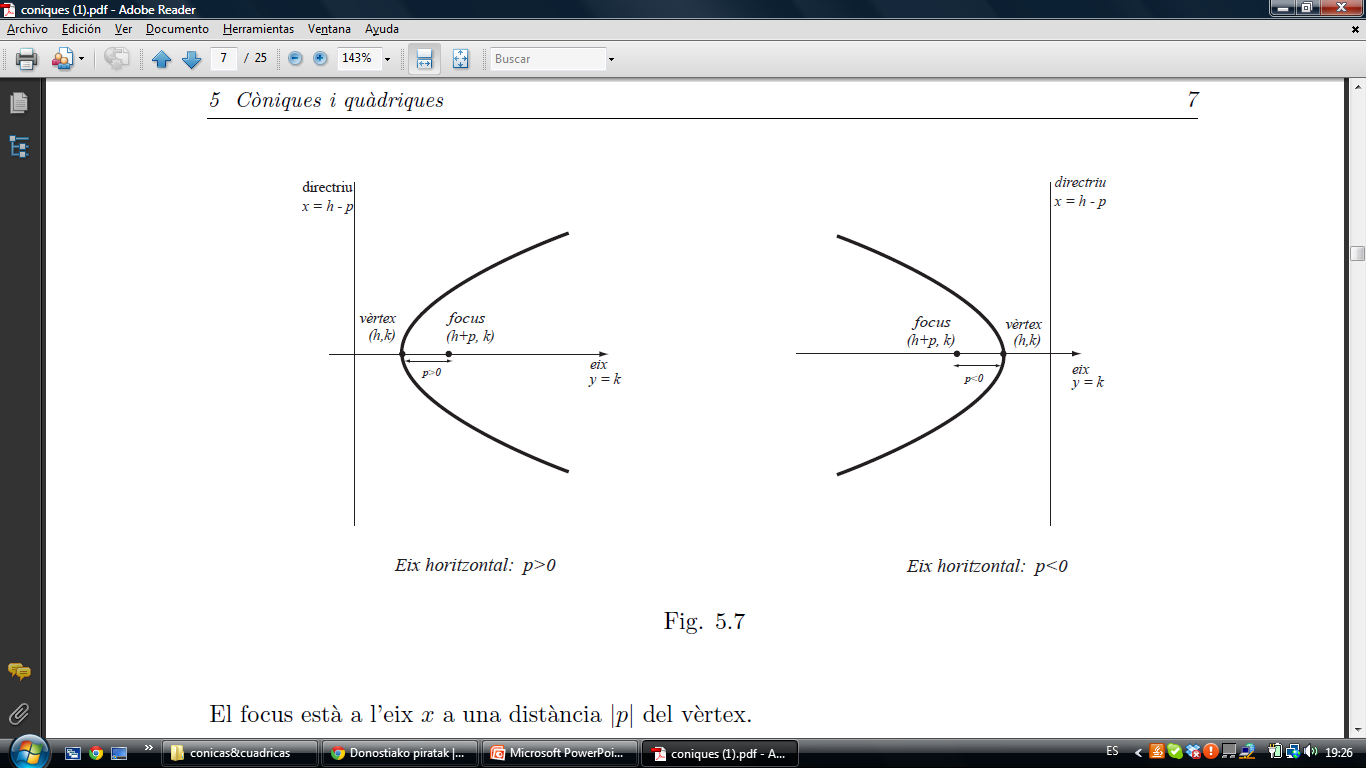 coniques (1).pdf - Adobe Reader
Archivo Edición Ver Documento Herramientas Ventana Ayuda
7 / 25 143% Buscar
5 Còniques i quàdriques 7
directriu
x = h - p
vèrtex
(h,k)
focus
(h+p, k)
p>0
eix
y = k
Eix horitzontal: p>0
directriu
x = h - p
focus
(h+p, k)
vèrtex
(h,k)
p<0
eix
y = k
Eix horitzontal: p<0
Fig. 5.7
El focus està a l'eix x a una distància |p| del vèrtex.
conicas&cuadricas Donostiako piratak |... Microsoft PowerPoi... coniques (1).pdf - A... ES 19:26